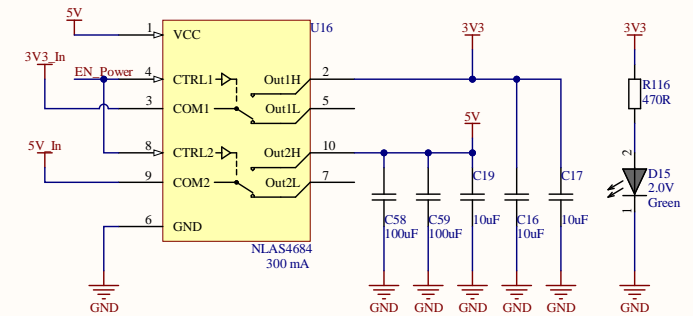 5V
U16
1
VCC
3V3_In
EN_Power
4
CTRL1
Out1H
2
3V3
3V3
3
COM1
Out1L
5
R116
470R
5V_In
8
CTRL2
Out2H
10
5V
9
COM2
Out2L
7
C19
C17
2
D15
2.0V
Green
1
6
GND
C58
100uF
C59
100uF
10uF
C16
10uF
10uF
NLAS4684
300 mA
GND
GND
GND
GND
GND
GND
GND